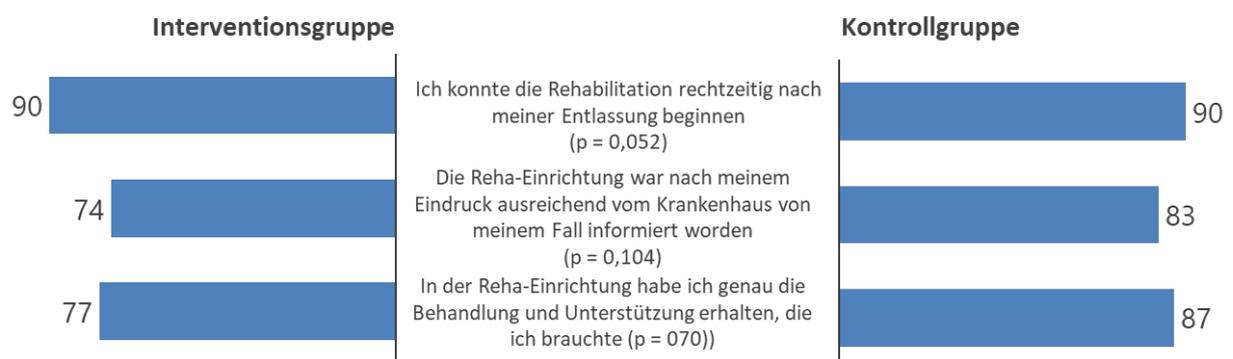 Interventionsgruppe
Kontrollgruppe
90
Ich konnte die Rehabilitation rechtzeitig nach
meiner Entlassung beginnen
(p = 0,052)
90
74
Die Reha-Einrichtung war nach meinem
Eindruck ausreichend vom Krankenhaus von
meinem Fall informiert worden
(p = 0,104)
83
77
In der Reha-Einrichtung habe ich genau die
Behandlung und Unterstützung erhalten, die
ich brauchte (p = 070))
87